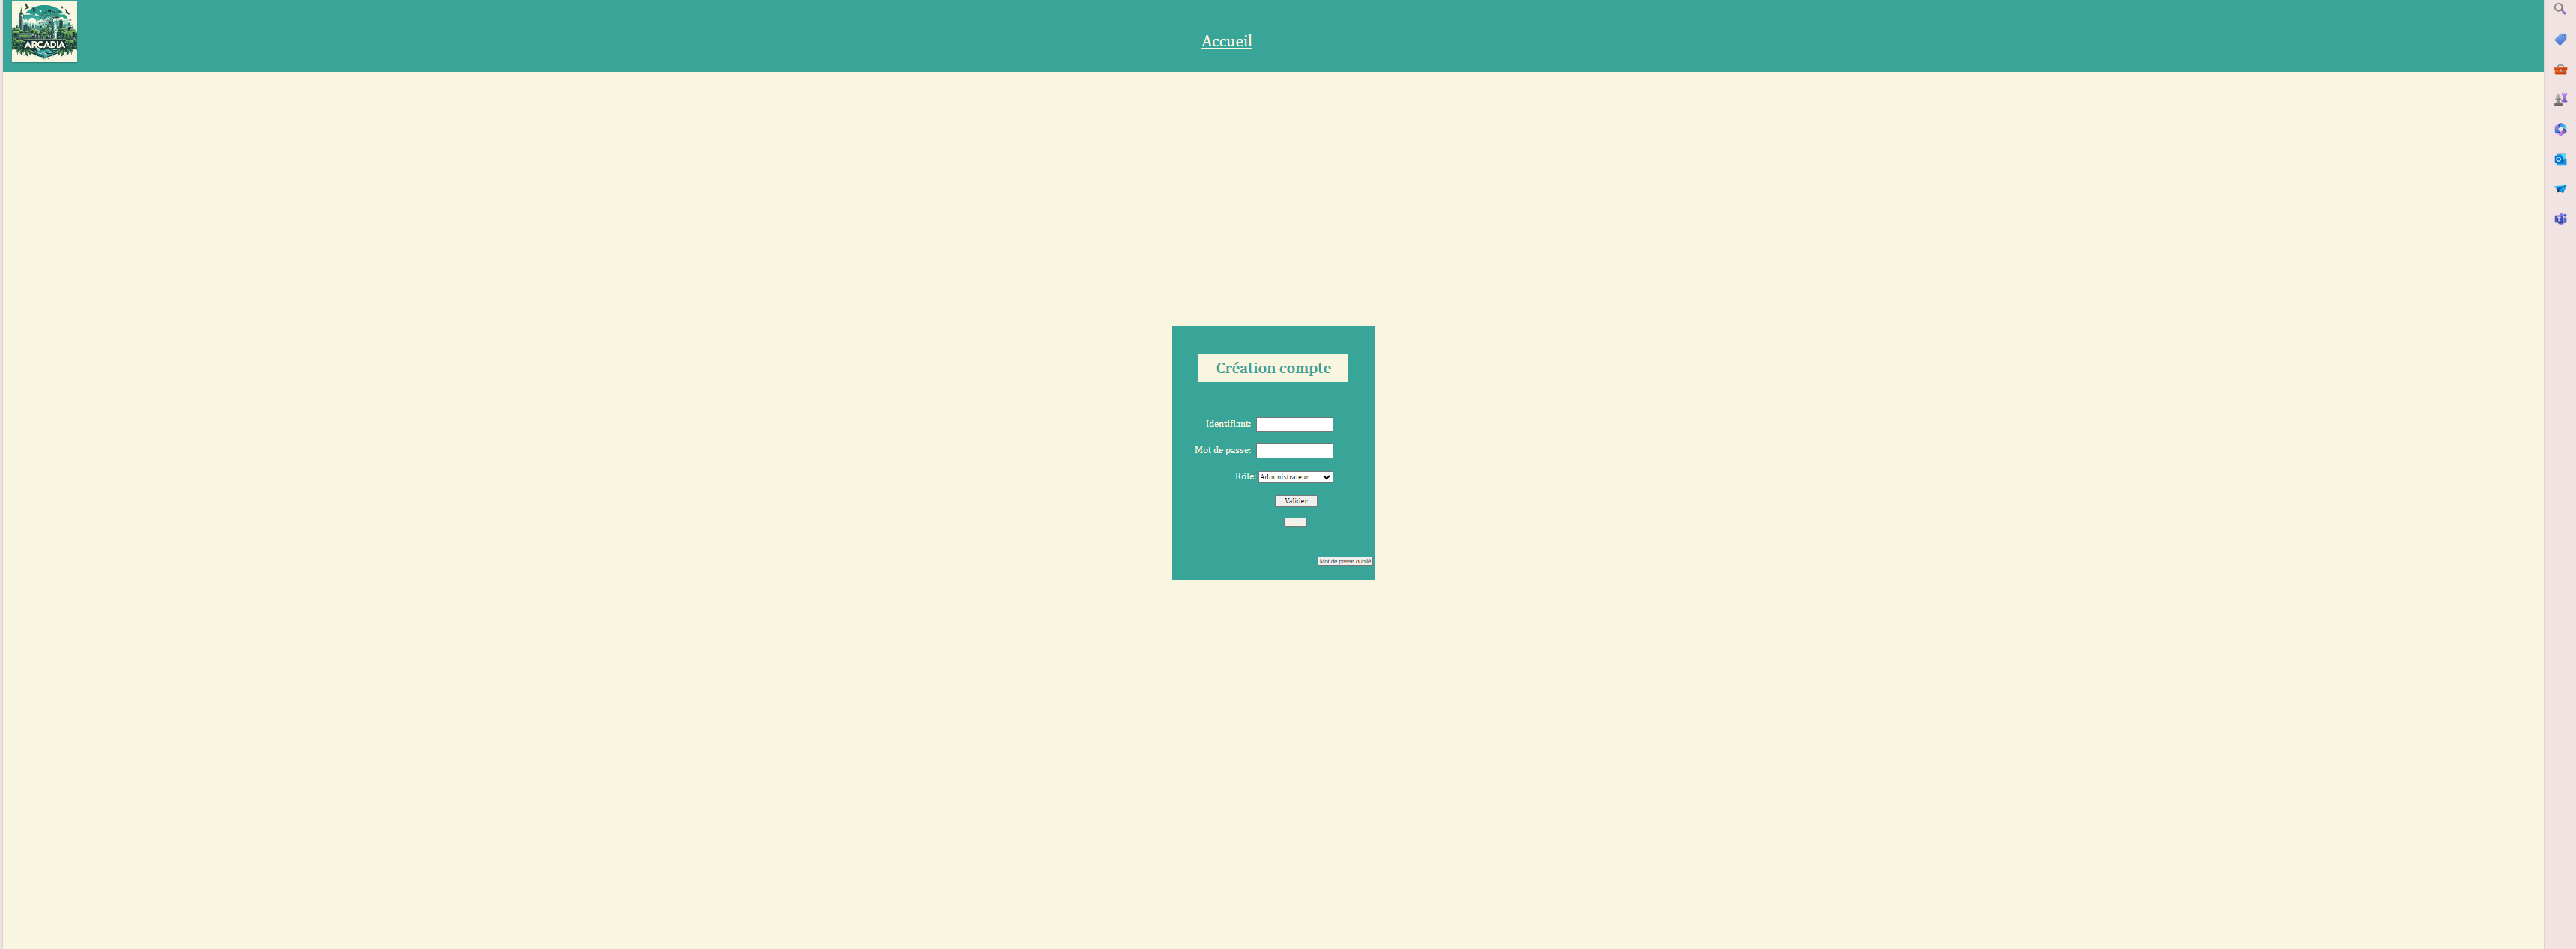 ARCADIA
Accueil
Création compte
Identifiant:
Mot de passe:
Rôle: Administrateur
Valider
Mot de passe oublié